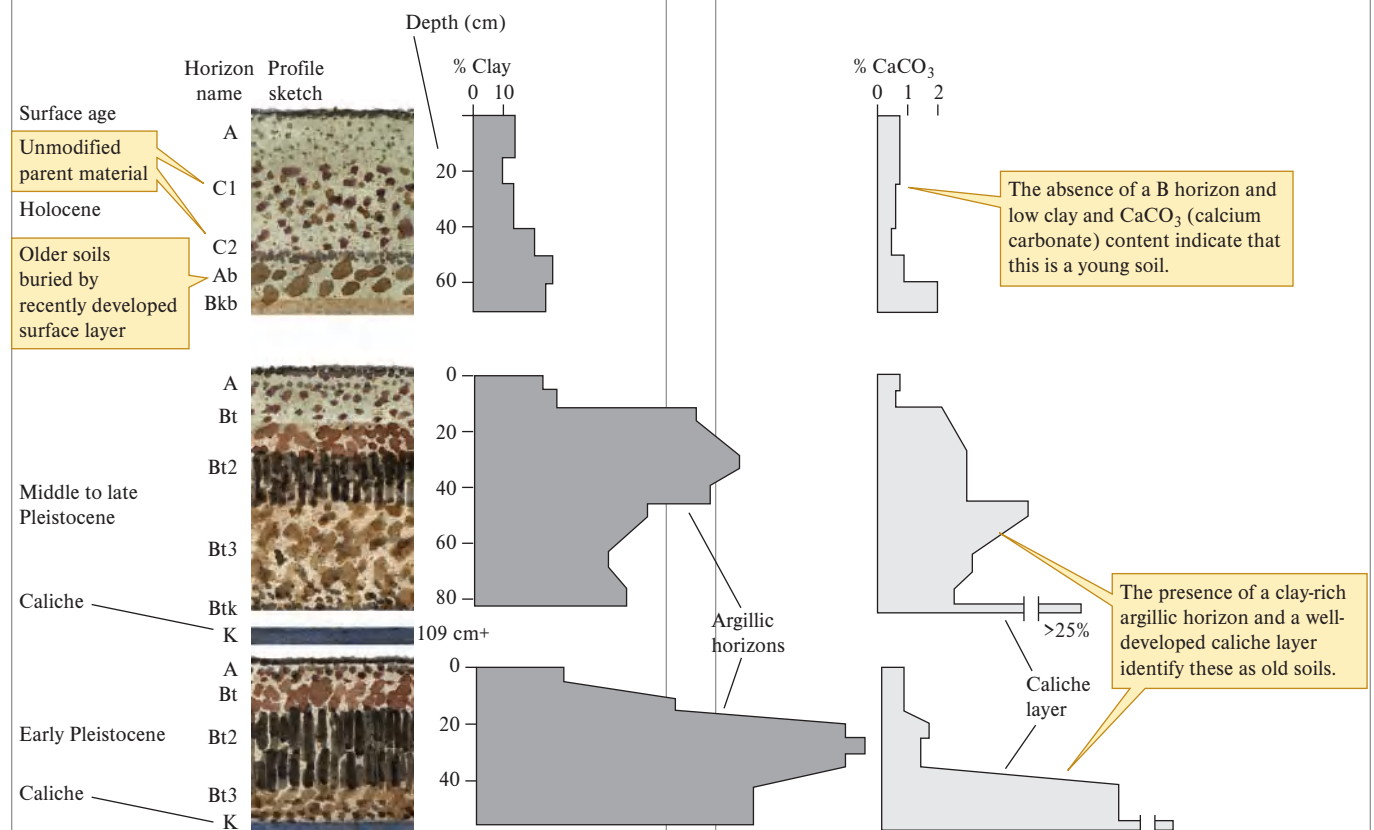 Depth (cm)
Horizon name
Profile sketch
% Clay
0 10
% CaCO₃
0 1 2
Surface age
Unmodified
parent material
Holocene
Older soils
buried by
recently developed
surface layer
A
C1
C2
Ab
Bkb
20
40
60
The absence of a B horizon and
low clay and CaCO₃ (calcium
carbonate) content indicate that
this is a young soil.
Middle to late
Pleistocene
Caliche
A
Bt
Bt2
Bt3
Btk
K
109 cm+
0
20
40
60
80
Argillic
horizons
>25%
The presence of a clay-rich
argillic horizon and a well-
developed caliche layer
identify these as old soils.
Caliche
layer
Early Pleistocene
Caliche
A
Bt
Bt2
Bt3
K
0
20
40